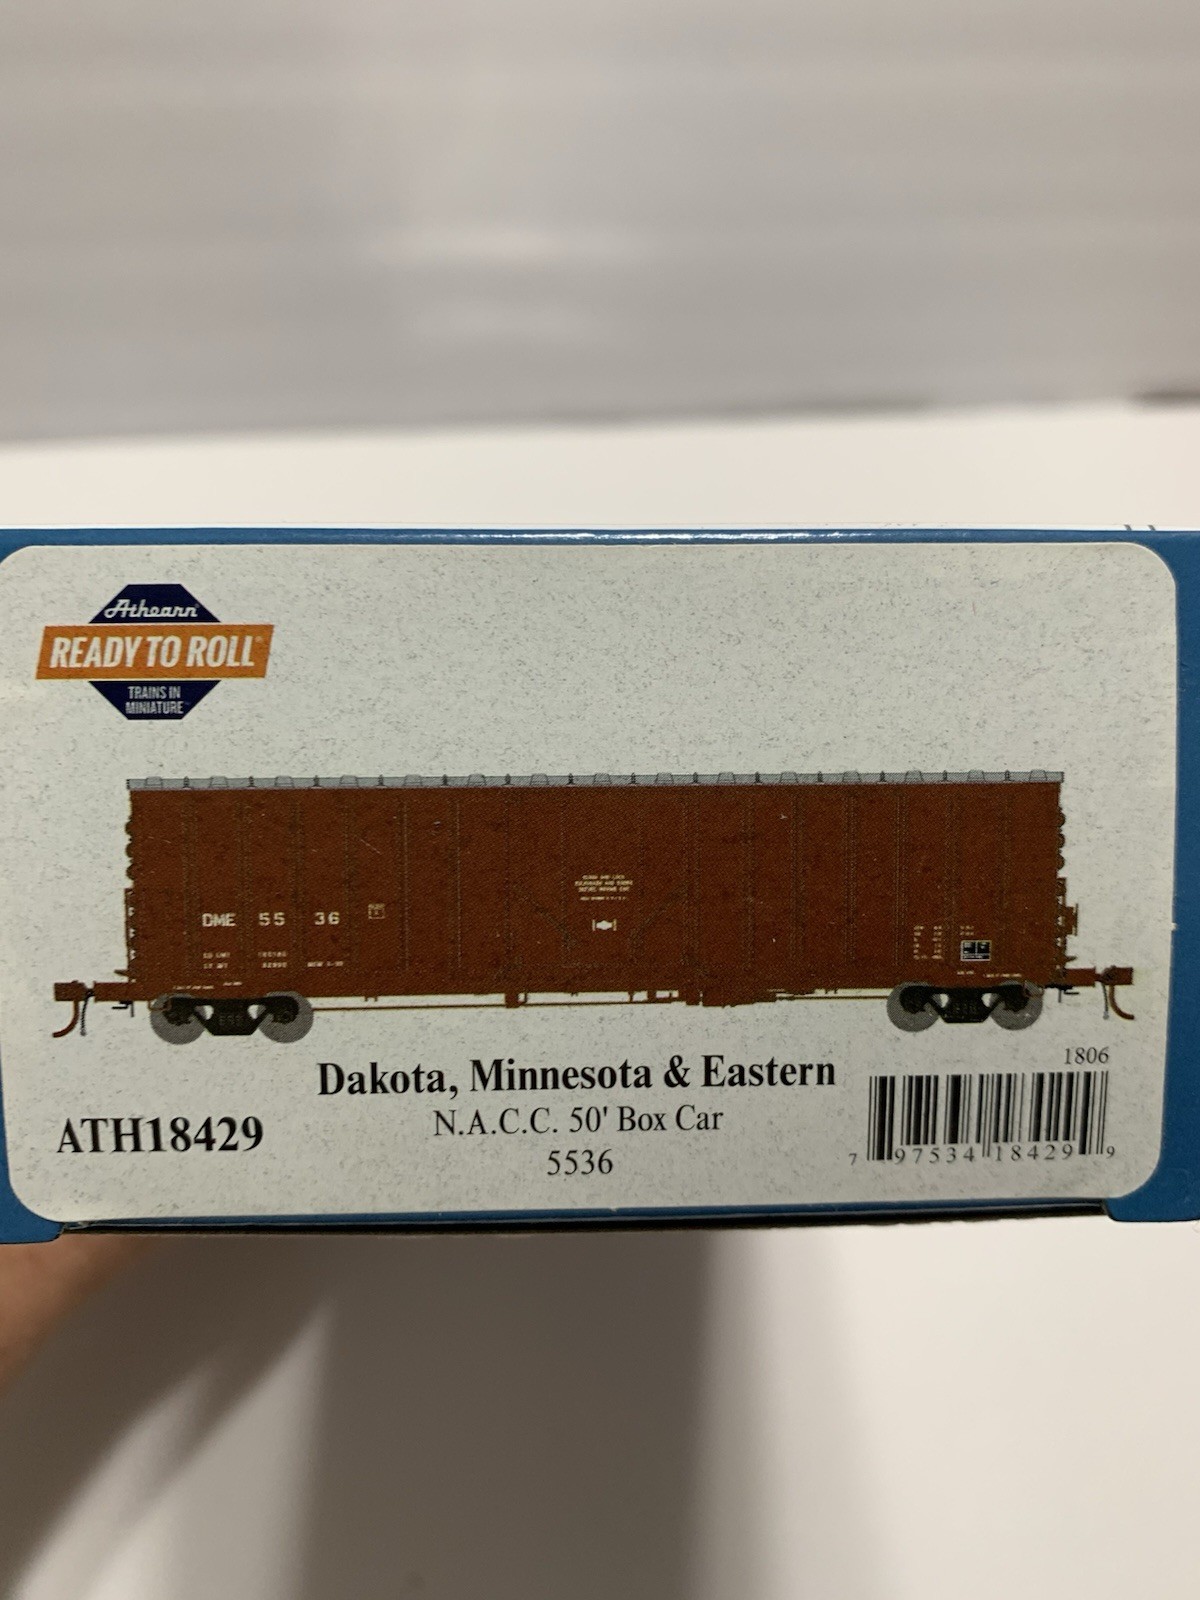 Athearn
READY TO ROLL
TRAINS IN
MINIATURE
DME 55 36
Dakota, Minnesota & Eastern
1806
N.A.C.C. 50' Box Car
ATH18429
5536
7 97534 18429 9